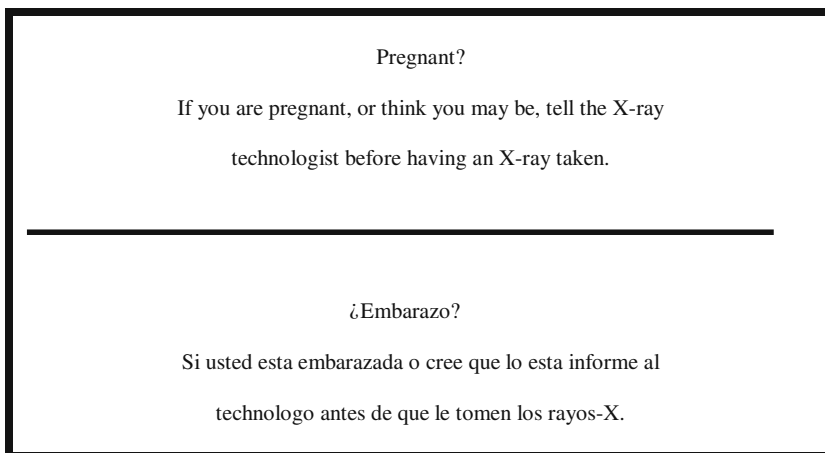 Pregnant?
If you are pregnant, or think you may be, tell the X-ray
technologist before having an X-ray taken.
¿Embarazo?
Si usted esta embarazada o cree que lo esta informe al
technologo antes de que le tomen los rayos-X.